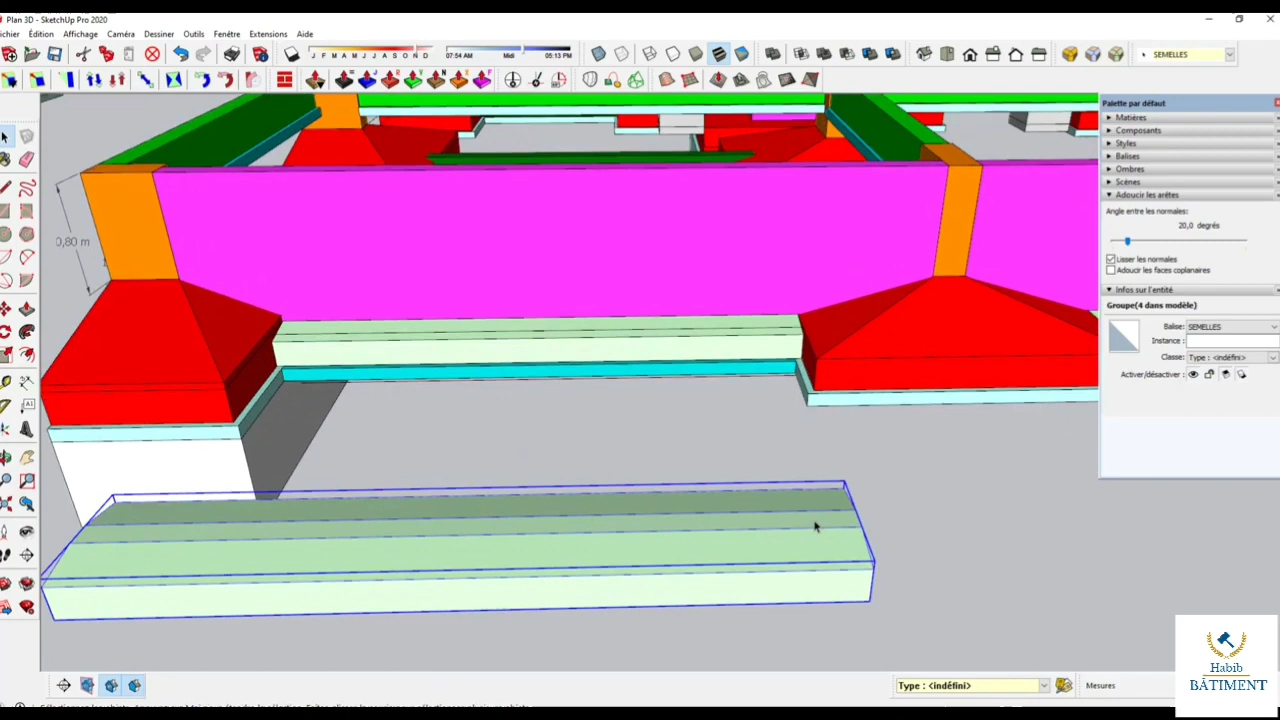 Plan 3D - SketchUp Pro 2020
ichier Édition Affichage Caméra Dessiner Outils Fenêtre Extensions Aide
J F M A M J J A S O N D
07:54 AM Midi 05:13 PM
SEMELLES
Palette par défaut
Matières
Composants
Styles
Balises
Ombres
Scènes
Adoucir les arêtes
Angle entre les normales:
20,0 degrés
Lisser les normales
Adoucir les faces coplanaires
Infos sur l'entité
Groupe(4 dans modèle)
Balise: SEMELLES
Instance:
Classe: Type : <indéfini>
Activer/désactiver :
0,80 m
A1
Type : <indéfini>
Mesures
Habib
BÂTIMENT